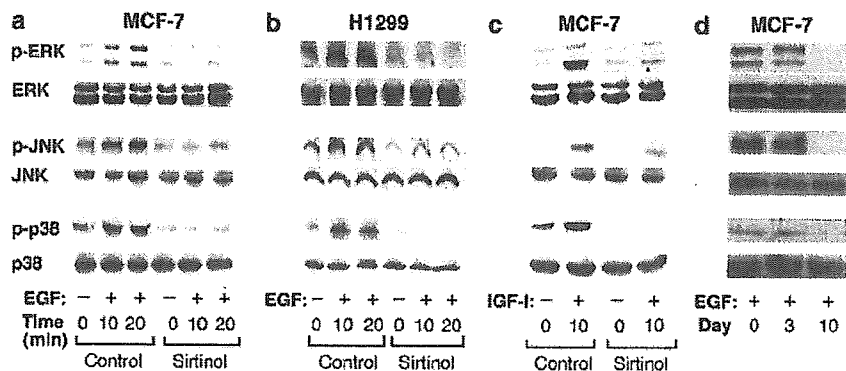 a MCF-7 b H1299 c MCF-7 d MCF-7
p-ERK
ERK
p-JNK
JNK
p-p38
p38
EGF: − + + − + + EGF: − + + − + + IGF-I: − + − + EGF: + + +
Time 0 10 20 0 10 20 0 10 20 0 10 20 0 10 0 10 Day 0 3 10
(min)
Control Sirtinol Control Sirtinol Control Sirtinol